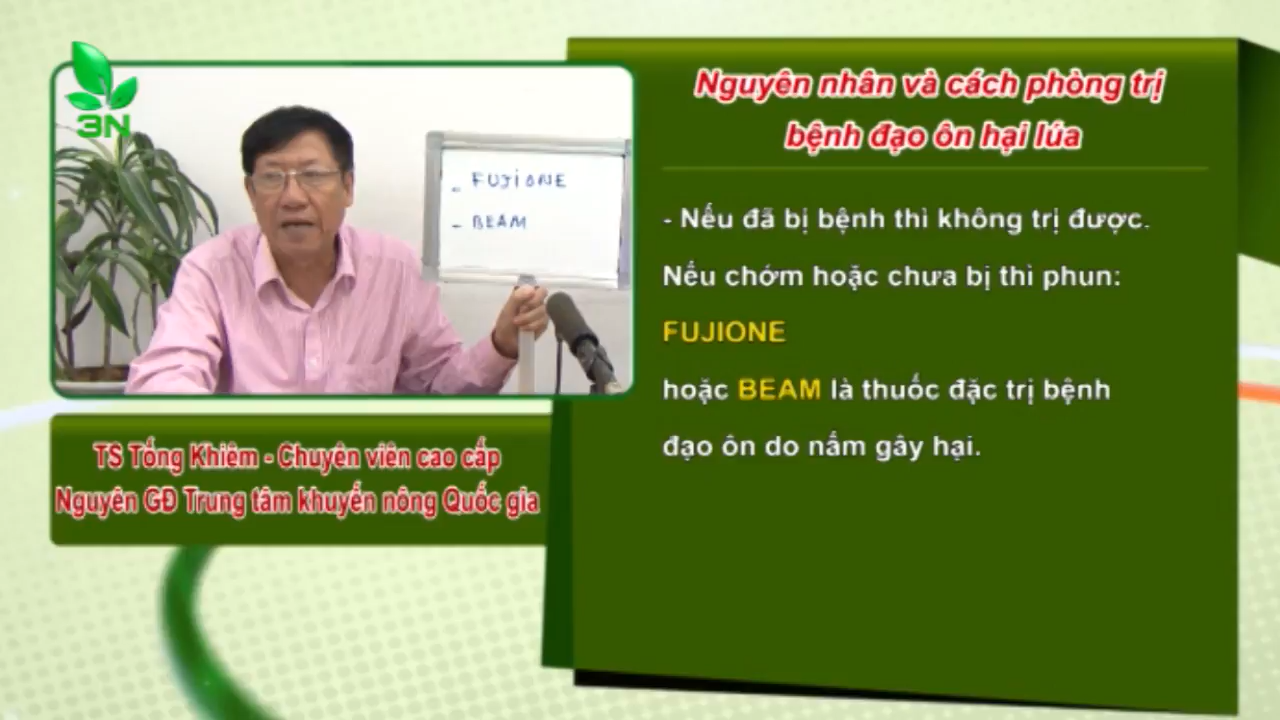 3N
- FUJIONE
- BEAM
TS Tống Khiêm - Chuyên viên cao cấp
Nguyên GĐ Trung tâm khuyến nông Quốc gia
Nguyên nhân và cách phòng trị
bệnh đạo ôn hại lúa
- Nếu đã bị bệnh thì không trị được.
Nếu chớm hoặc chưa bị thì phun:
FUJIONE
hoặc BEAM là thuốc đặc trị bệnh
đạo ôn do nấm gây hại.